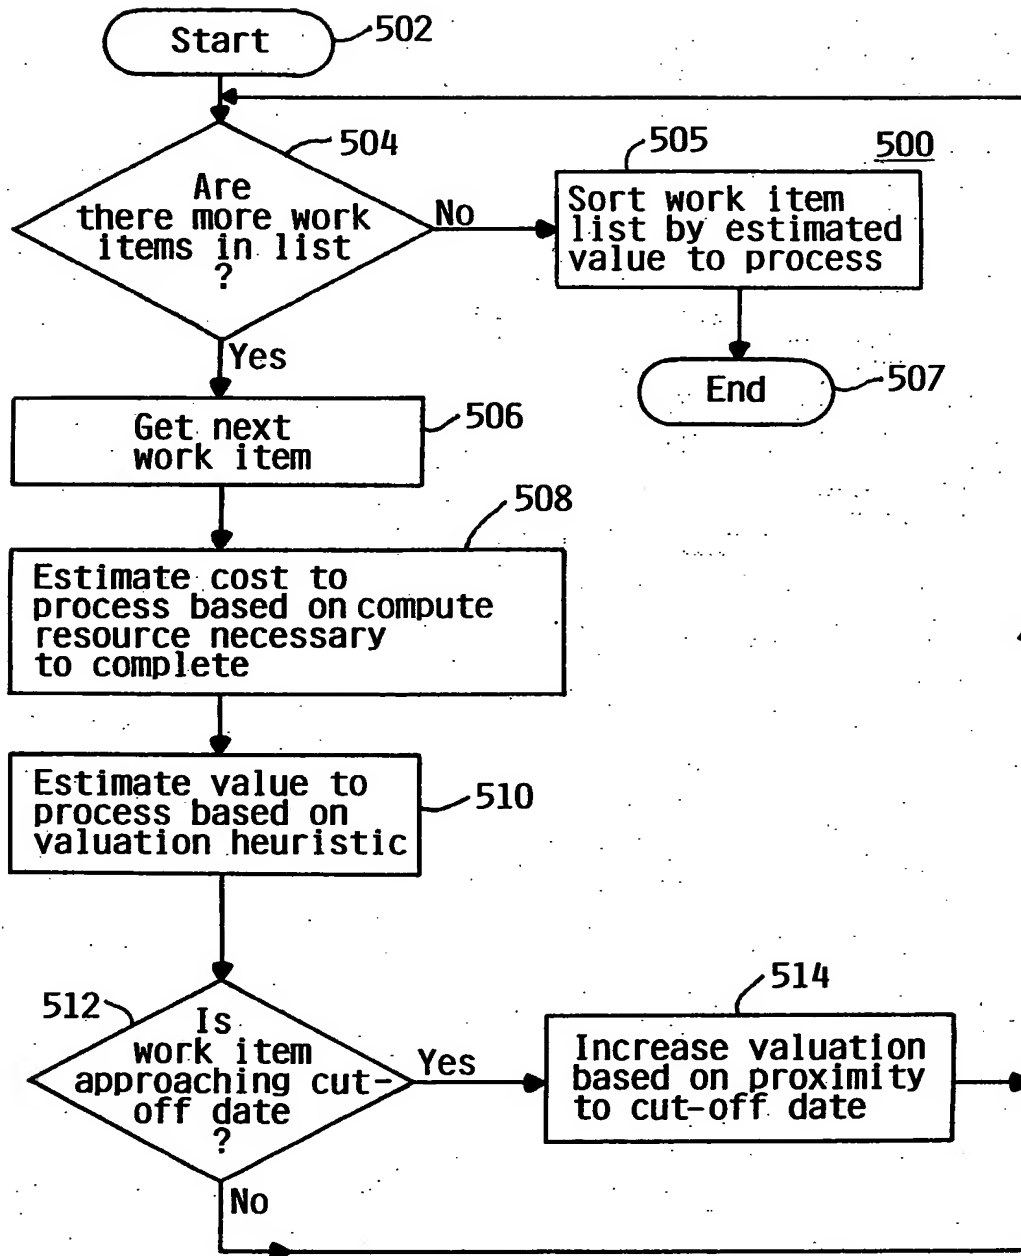 Start
502
504
Are
there more work
items in list
?
No
505
500
Sort work item
list by estimated
value to process
End
507
Yes
Get next
work item
506
508
Estimate cost to
process based on compute
resource necessary
to complete
Estimate value to
process based on
valuation heuristic
510
512
Is
work item
approaching cut-
off date
?
Yes
514
Increase valuation
based on proximity
to cut-off date
No